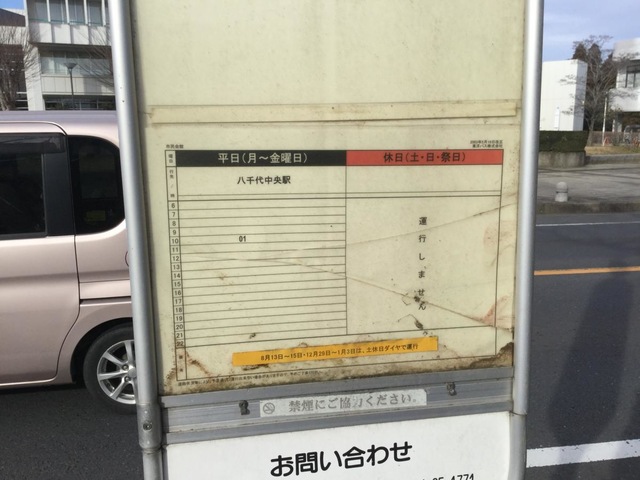 市民会館
平日(月～金曜日)
休日(土・日・祭日)
八千代中央駅
6
7
8
9
10 01
11
12
13
14
15
16
17
18
19
20
21
22
運行しません
8月13日～15日・12月29日～1月3日は、土休日ダイヤで運行
禁煙にご協力ください。
お問い合わせ